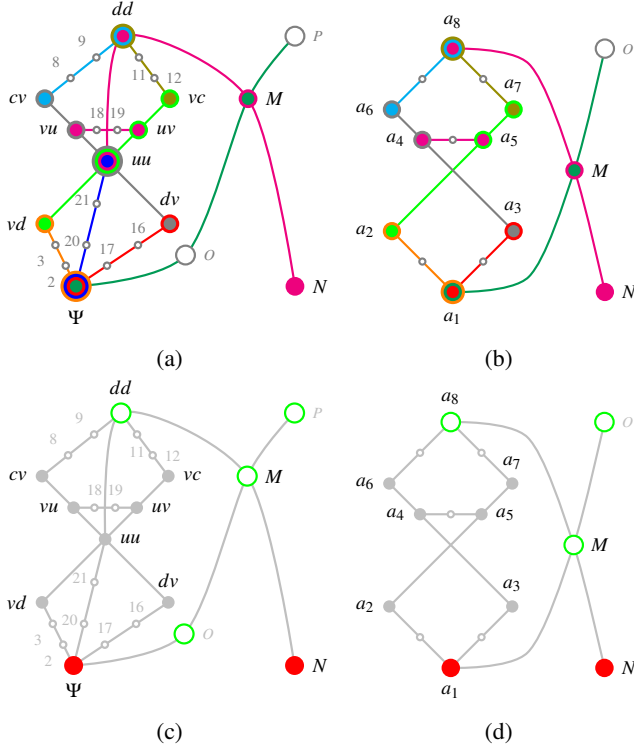 dd
P
9
8
11
12
cv
vc
M
18 19
vu
uv
uu
21
vd
dv
16
3
20
17
O
2
N
Ψ
(a)
a8
O
a7
a6
a4
a5
M
a3
a2
N
a1
(b)
dd
P
9
8
11
12
cv
vc
M
18 19
vu
uv
uu
21
vd
dv
16
3
20
17
O
2
N
Ψ
(c)
a8
O
a7
a6
a4
a5
M
a3
a2
N
a1
(d)